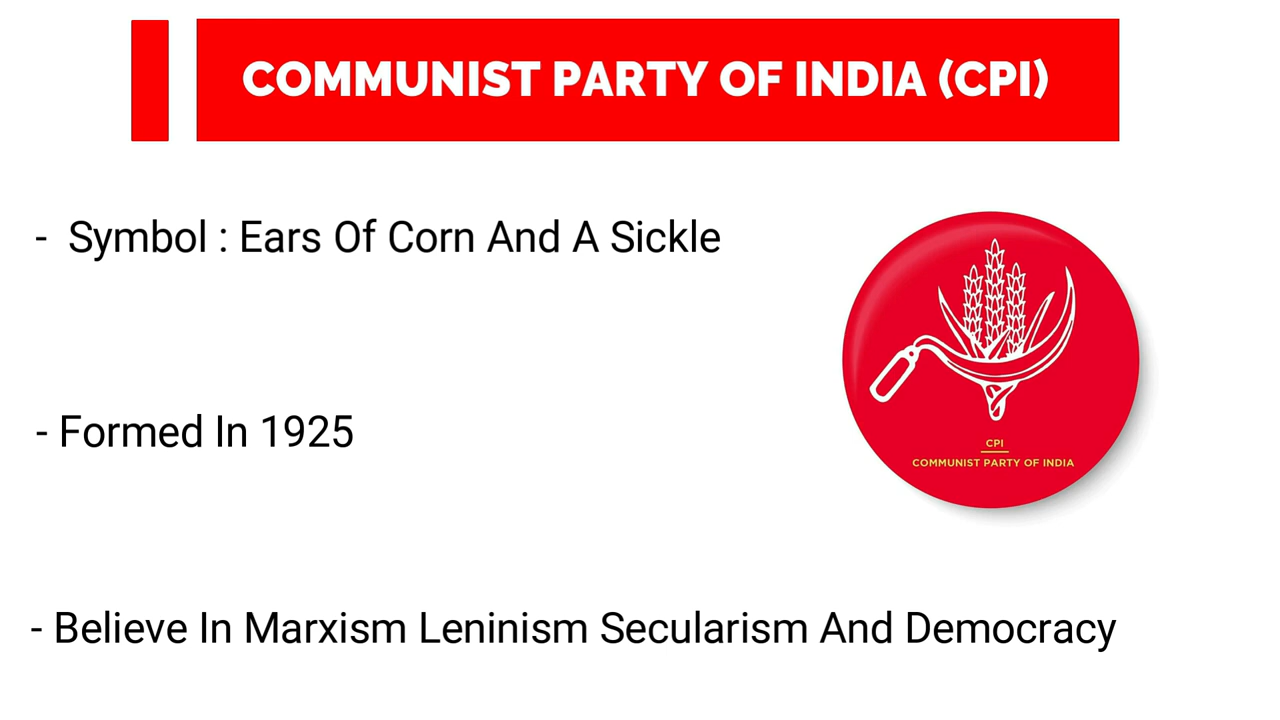 COMMUNIST PARTY OF INDIA (CPI)
- Symbol : Ears Of Corn And A Sickle
- Formed In 1925
CPI
COMMUNIST PARTY OF INDIA
- Believe In Marxism Leninism Secularism And Democracy